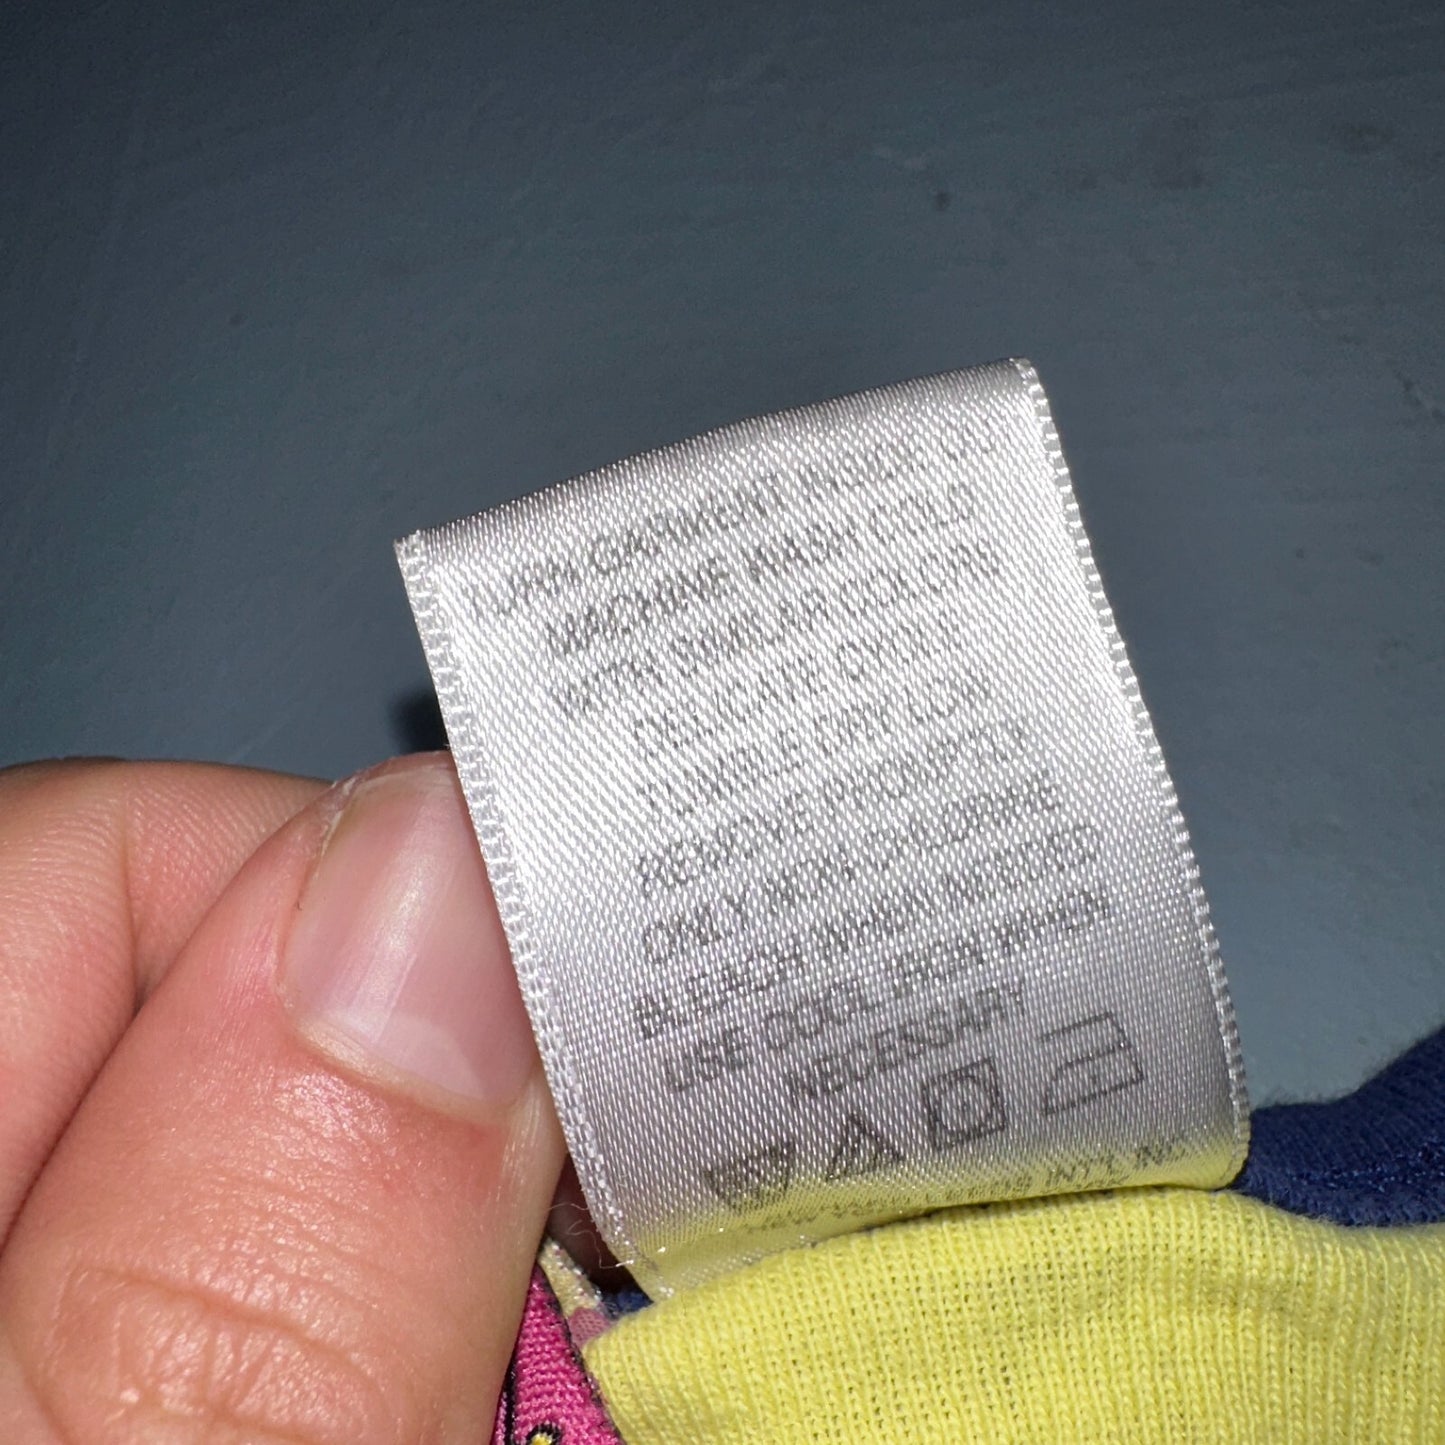 TURN GARMENT INSIDE OUT
MACHINE WASH COLD
WITH SIMILAR COLORS
DELICATE CYCLE
TUMBLE DRY LOW
REMOVE PROMPTLY
ONLY NON-CHLORINE
BLEACH WHEN NEEDED
USE COOL IRON WHEN
NECESSARY